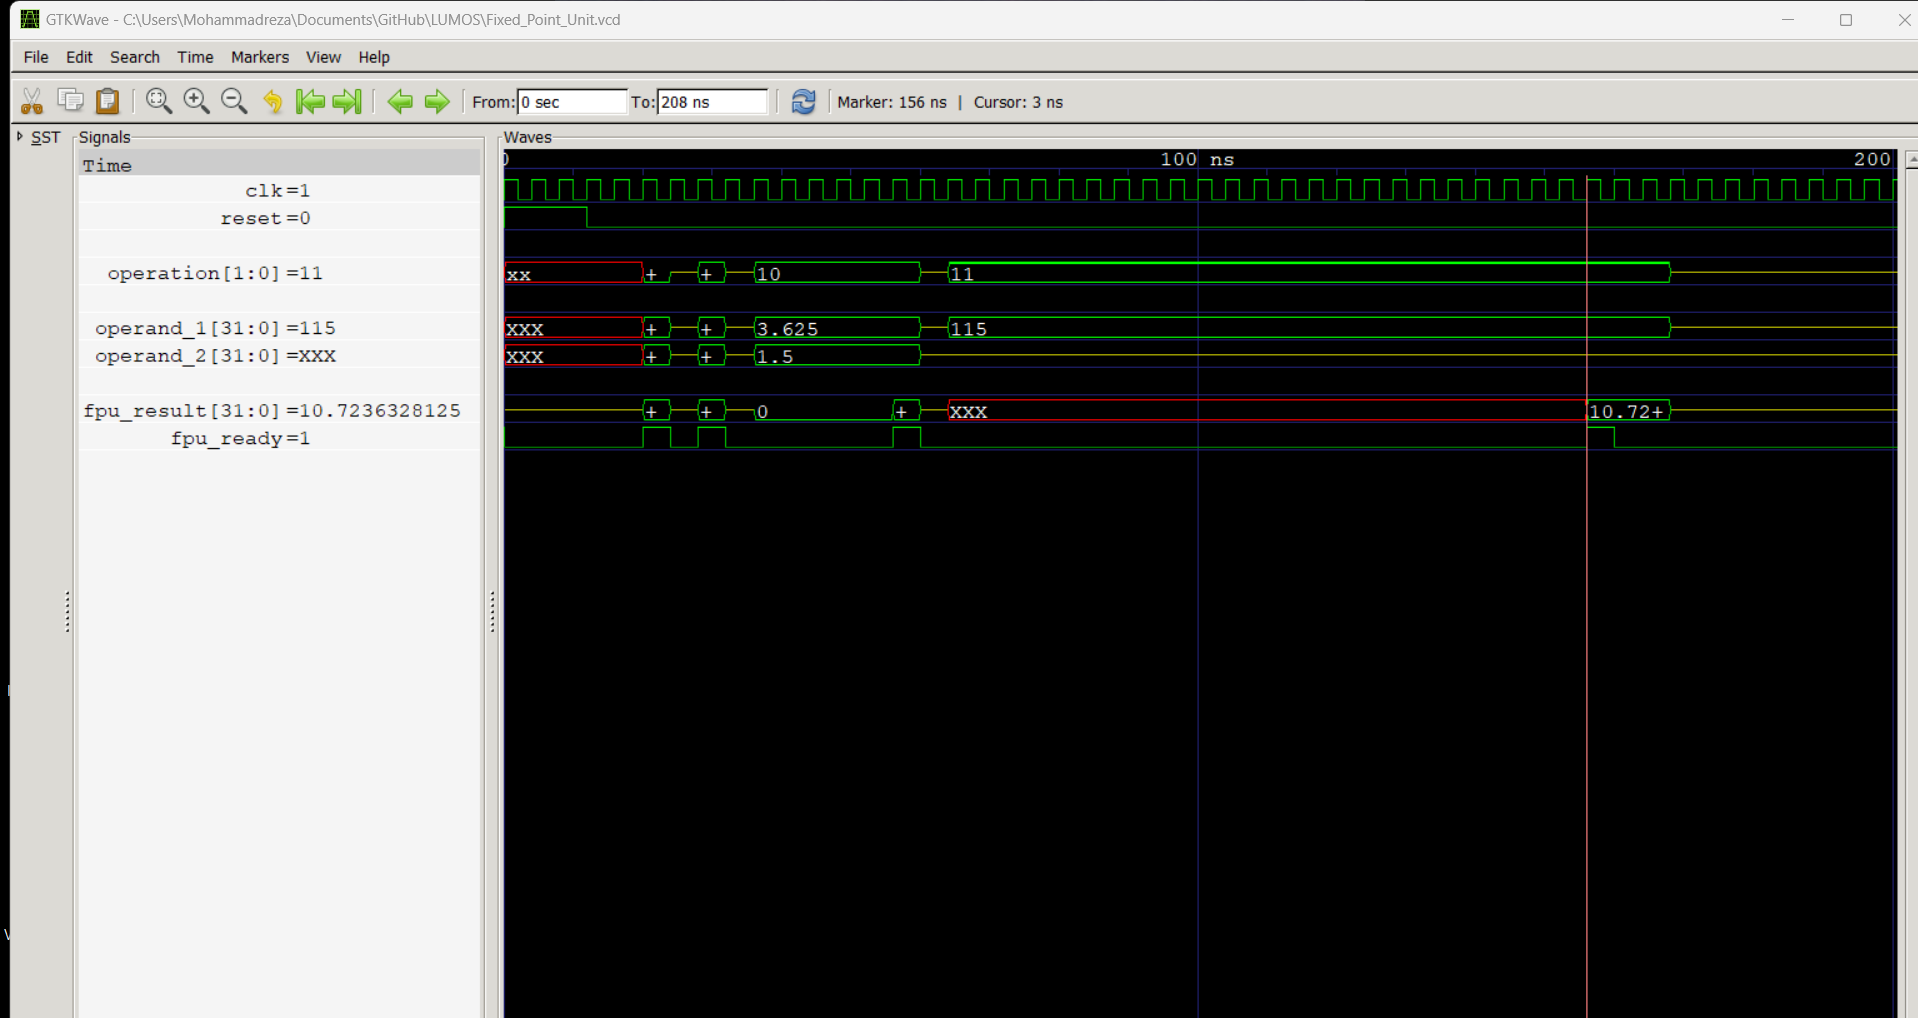 GTKWave - C:\Users\Mohammadreza\Documents\GitHub\LUMOS\Fixed_Point_Unit.vcd
File Edit Search Time Markers View Help
From: 0 sec To: 208 ns Marker: 156 ns | Cursor: 3 ns
SST Signals Waves
Time
0 100 ns 200
clk=1
reset=0
operation[1:0]=11
xx + + 10 11
operand_1[31:0]=115
xxx + + 3.625 115
operand_2[31:0]=xxx
xxx + + 1.5
fpu_result[31:0]=10.7236328125
+ + 0 + xxx 10.72+
fpu_ready=1